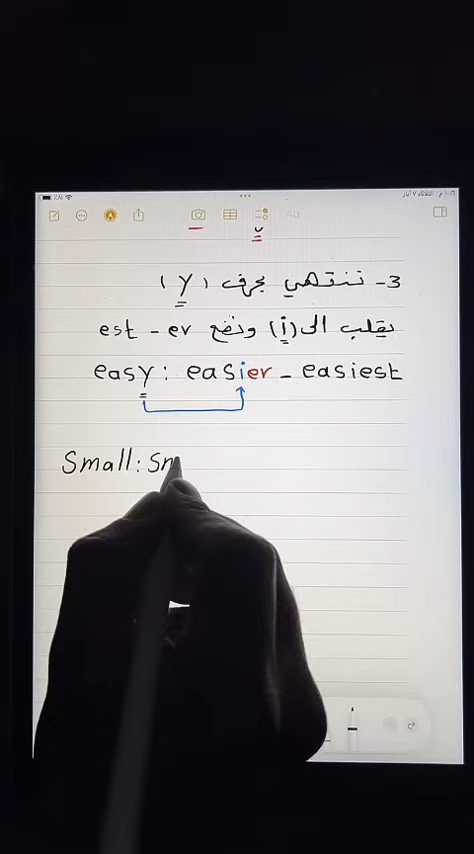 3- تنتهي بحرف (y)
يقلب الى (i) ونضع est - er
easy : easier - easiest
Small : Sm